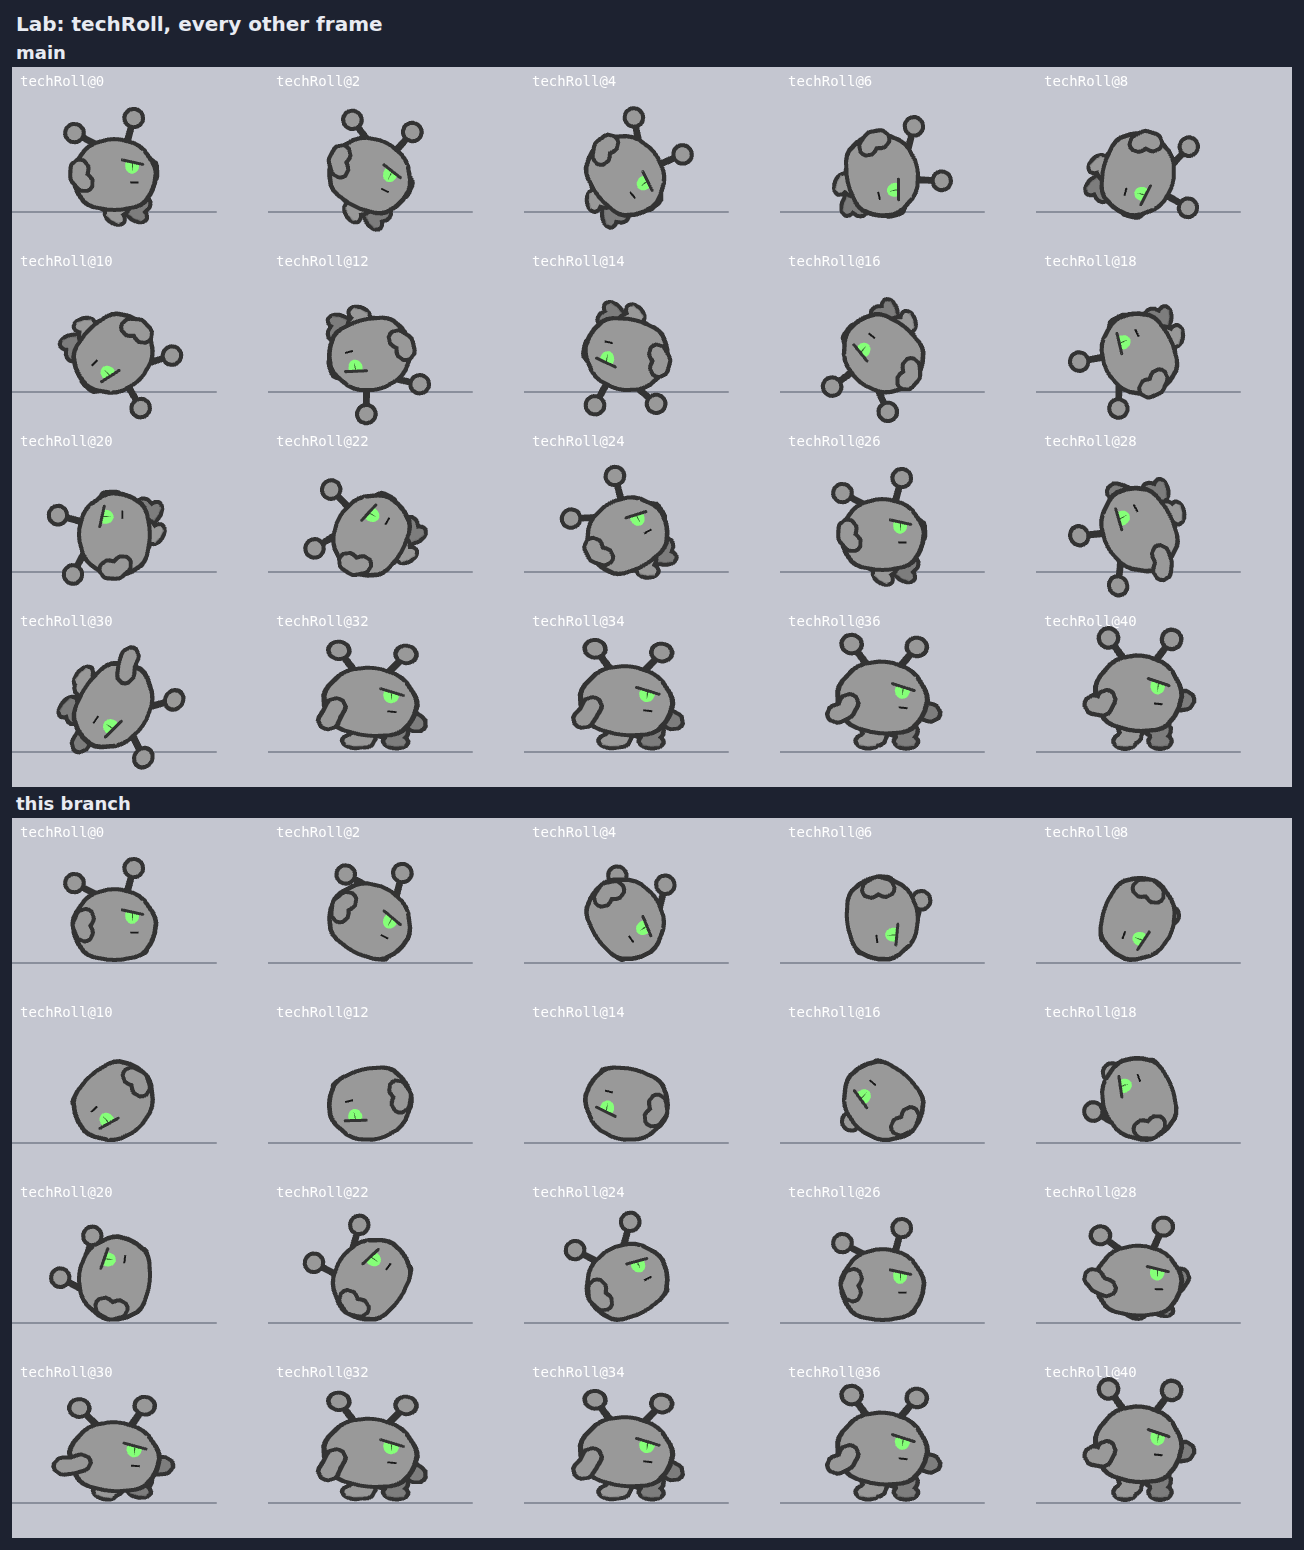 Lab: techRoll, every other frame
main
techRoll@0 techRoll@2 techRoll@4 techRoll@6 techRoll@8
techRoll@10 techRoll@12 techRoll@14 techRoll@16 techRoll@18
techRoll@20 techRoll@22 techRoll@24 techRoll@26 techRoll@28
techRoll@30 techRoll@32 techRoll@34 techRoll@36 techRoll@40
this branch
techRoll@0 techRoll@2 techRoll@4 techRoll@6 techRoll@8
techRoll@10 techRoll@12 techRoll@14 techRoll@16 techRoll@18
techRoll@20 techRoll@22 techRoll@24 techRoll@26 techRoll@28
techRoll@30 techRoll@32 techRoll@34 techRoll@36 techRoll@40